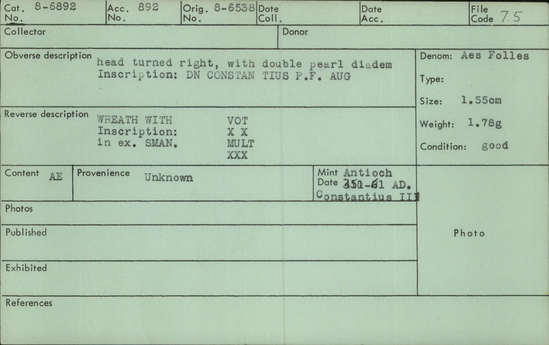 Cat. No. 8-6892 Acc. No. 892 Orig. No. 8-6538 Date Coll. Date Acc. File Code 75
Collector Donor
Obverse description head turned right, with double pearl diadem
Inscription: DN CONSTAN TIUS P.F. AUG
Denom: Aes Folles
Type:
Size: 1.55cm
Weight: 1.78g
Condition: good
Reverse description WREATH WITH VOT
Inscription: X X
in ex. SMAN. MULT
XXX
Content AE Provenience Unknown Mint Antioch
Date AD.
Constantius II
Photos
Published
Photo
Exhibited
References